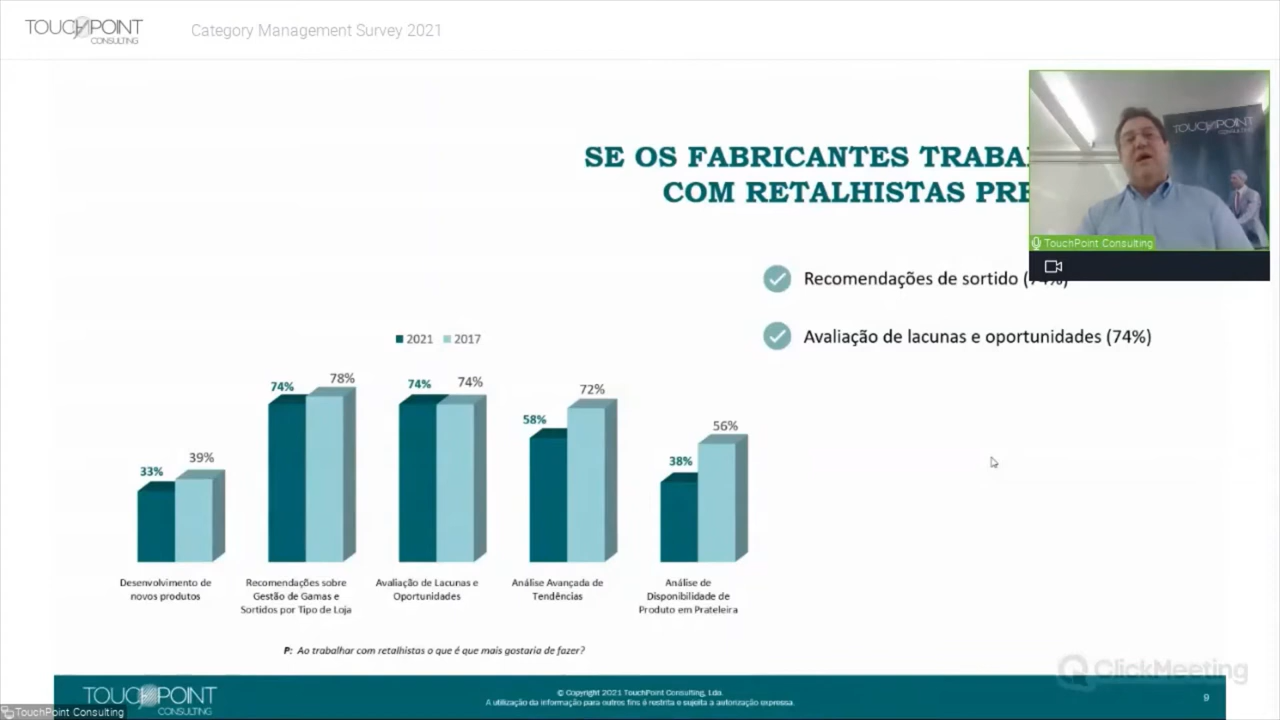 TOUCHPOINT
CONSULTING
Category Management Survey 2021
SE OS FABRICANTES
COM RETALHISTAS
TOUCHPOINT
CONSULTING
TouchPoint Consulting
Recomendações de sortido (74%)
Avaliação de lacunas e oportunidades (74%)
2021 2017
33% 39%
74% 78%
74% 74%
58% 72%
38% 56%
Desenvolvimento de
novos produtos
Recomendações sobre
Gestão de Gamas e
Sortidos por Tipo de Loja
Avaliação de Lacunas e
Oportunidades
Análise Avançada de
Tendências
Análise de
Disponibilidade de
Produto em Prateleira
P: Ao trabalhar com retalhistas o que é que mais gostaria de fazer?
ClickMeeting
TOUCHPOINT
CONSULTING
© Copyright 2021 TouchPoint Consulting, Lda.
A utilização da informação para outros fins é restrita e sujeita a autorização expressa.
9
TouchPoint Consulting